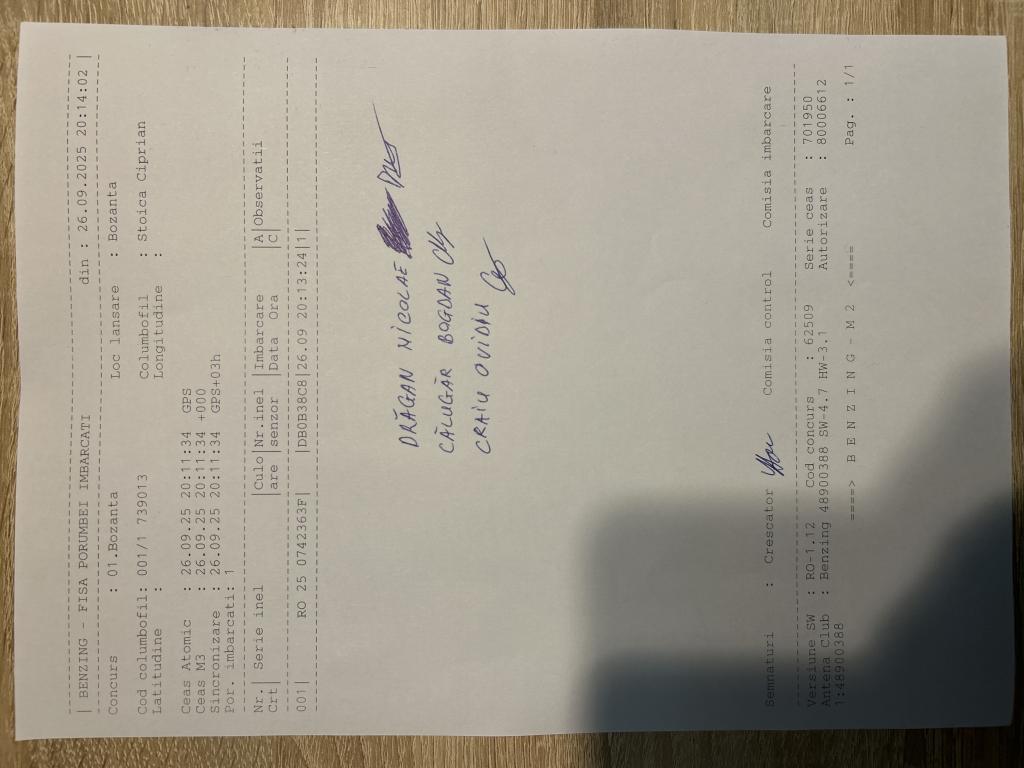 | BENZING - FISA PORUMBEI IMBARCATI din : 26.09.2025 20:14:02 |
Concurs : 01.Bozanta Loc lansare : Bozanta
Cod columbofil: 001/1 739013 Columbofil : Stoica Ciprian
Latitudine : Longitudine :
Ceas Atomic : 26.09.25 20:11:34 GPS
Ceas M3 : 26.09.25 20:11:34 +000
Sincronizare : 26.09.25 20:11:34 GPS+03h
Por. imbarcati: 1
Nr.| Serie inel |Culo|Nr.inel |Imbarcare A|Observatii
Crt| |are |senzor |Data Ora C|
001| RO 25 0742363F| |DB0B38C8|26.09 20:13:24|1|
DRĂGAN NICOLAE
CĂLUGĂR BOGDAN
CRAIU OVIDIU
Semnaturi : Crescator Comisia control Comisia imbarcare
Versiune SW : RO-1.12 Cod concurs : 62509 Serie ceas : 701950
Antena Club : Benzing 48900388 SW-4.7 HW-3.1 Autorizare : 80006612
1:48900388
====> B E N Z I N G - M 2 <==== Pag. : 1/1